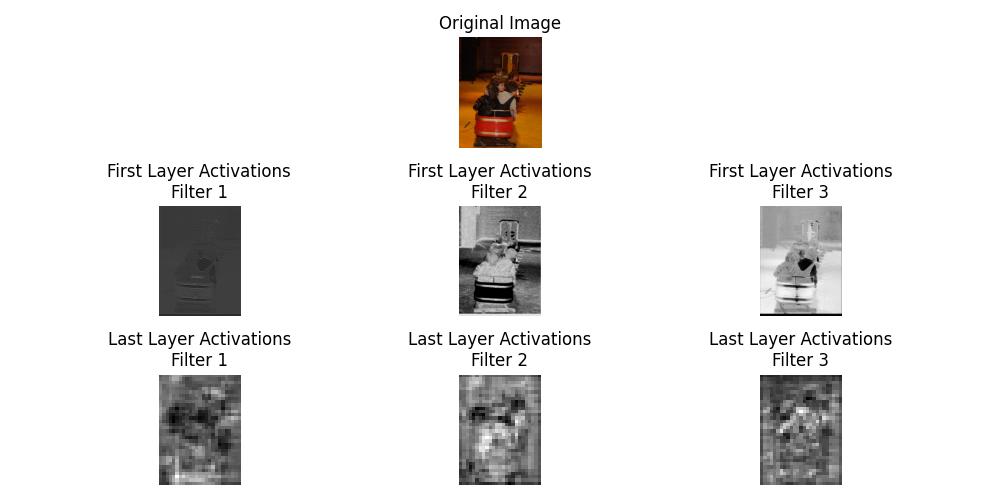 Original Image
First Layer Activations
Filter 1
First Layer Activations
Filter 2
First Layer Activations
Filter 3
Last Layer Activations
Filter 1
Last Layer Activations
Filter 2
Last Layer Activations
Filter 3